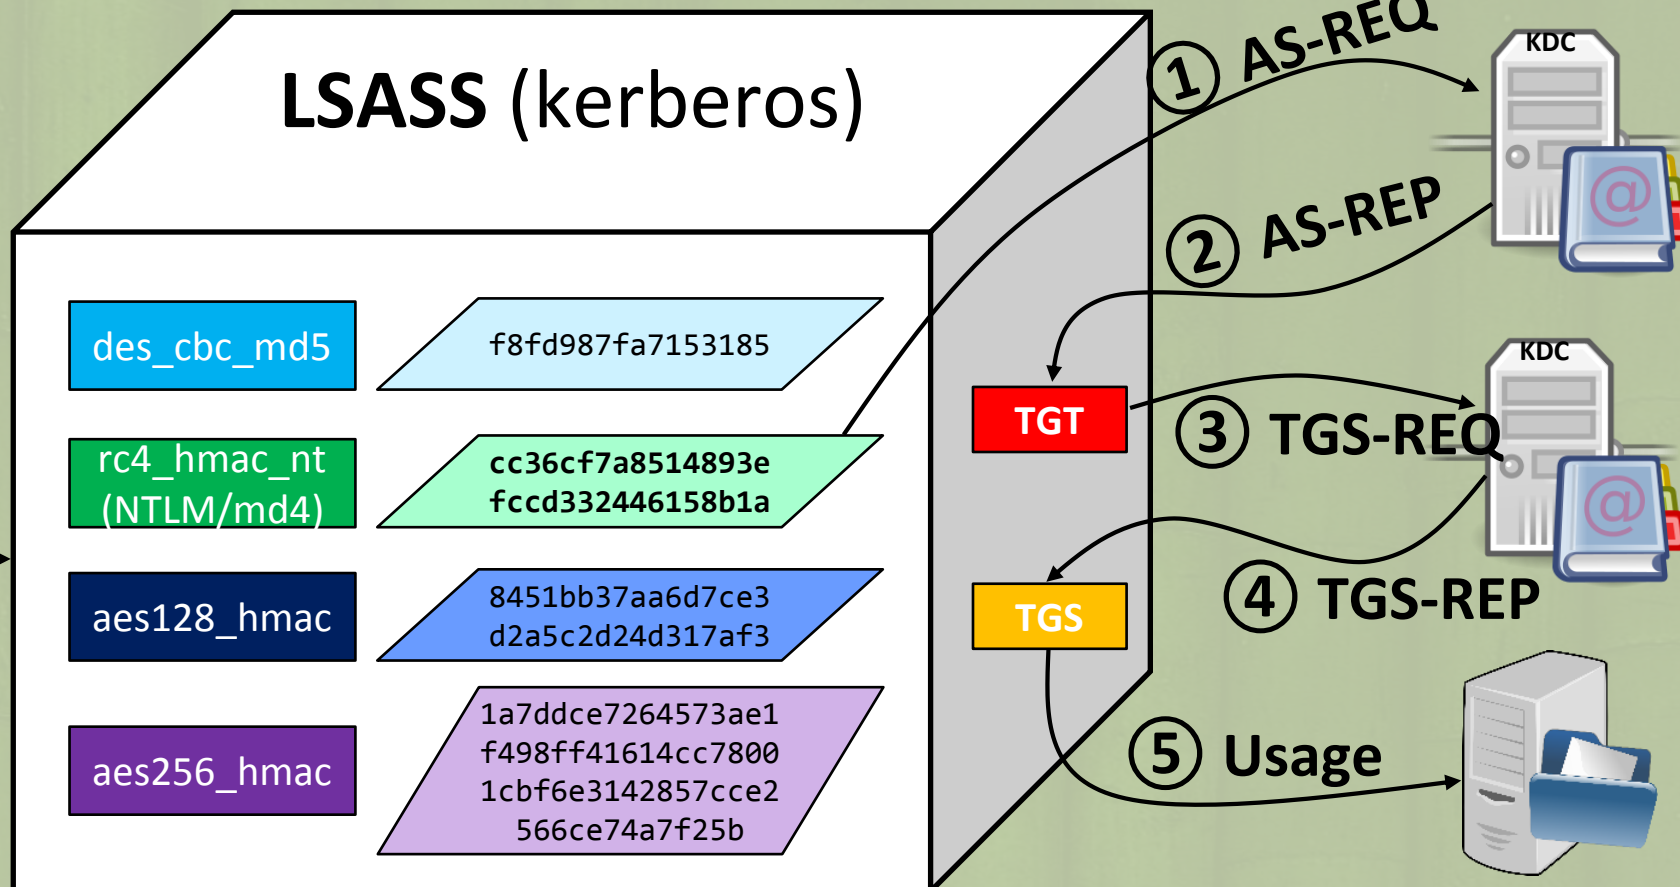 LSASS (kerberos)
des_cbc_md5
f8fd987fa7153185
rc4_hmac_nt
(NTLM/md4)
cc36cf7a8514893e
fccd332446158b1a
aes128_hmac
8451bb37aa6d7ce3
d2a5c2d24d317af3
aes256_hmac
1a7ddce7264573ae1
f498ff41614cc7800
1cbf6e3142857cce2
566ce74a7f25b
TGT
TGS
① AS-REQ
KDC
② AS-REP
KDC
③ TGS-REQ
④ TGS-REP
⑤ Usage
@
@